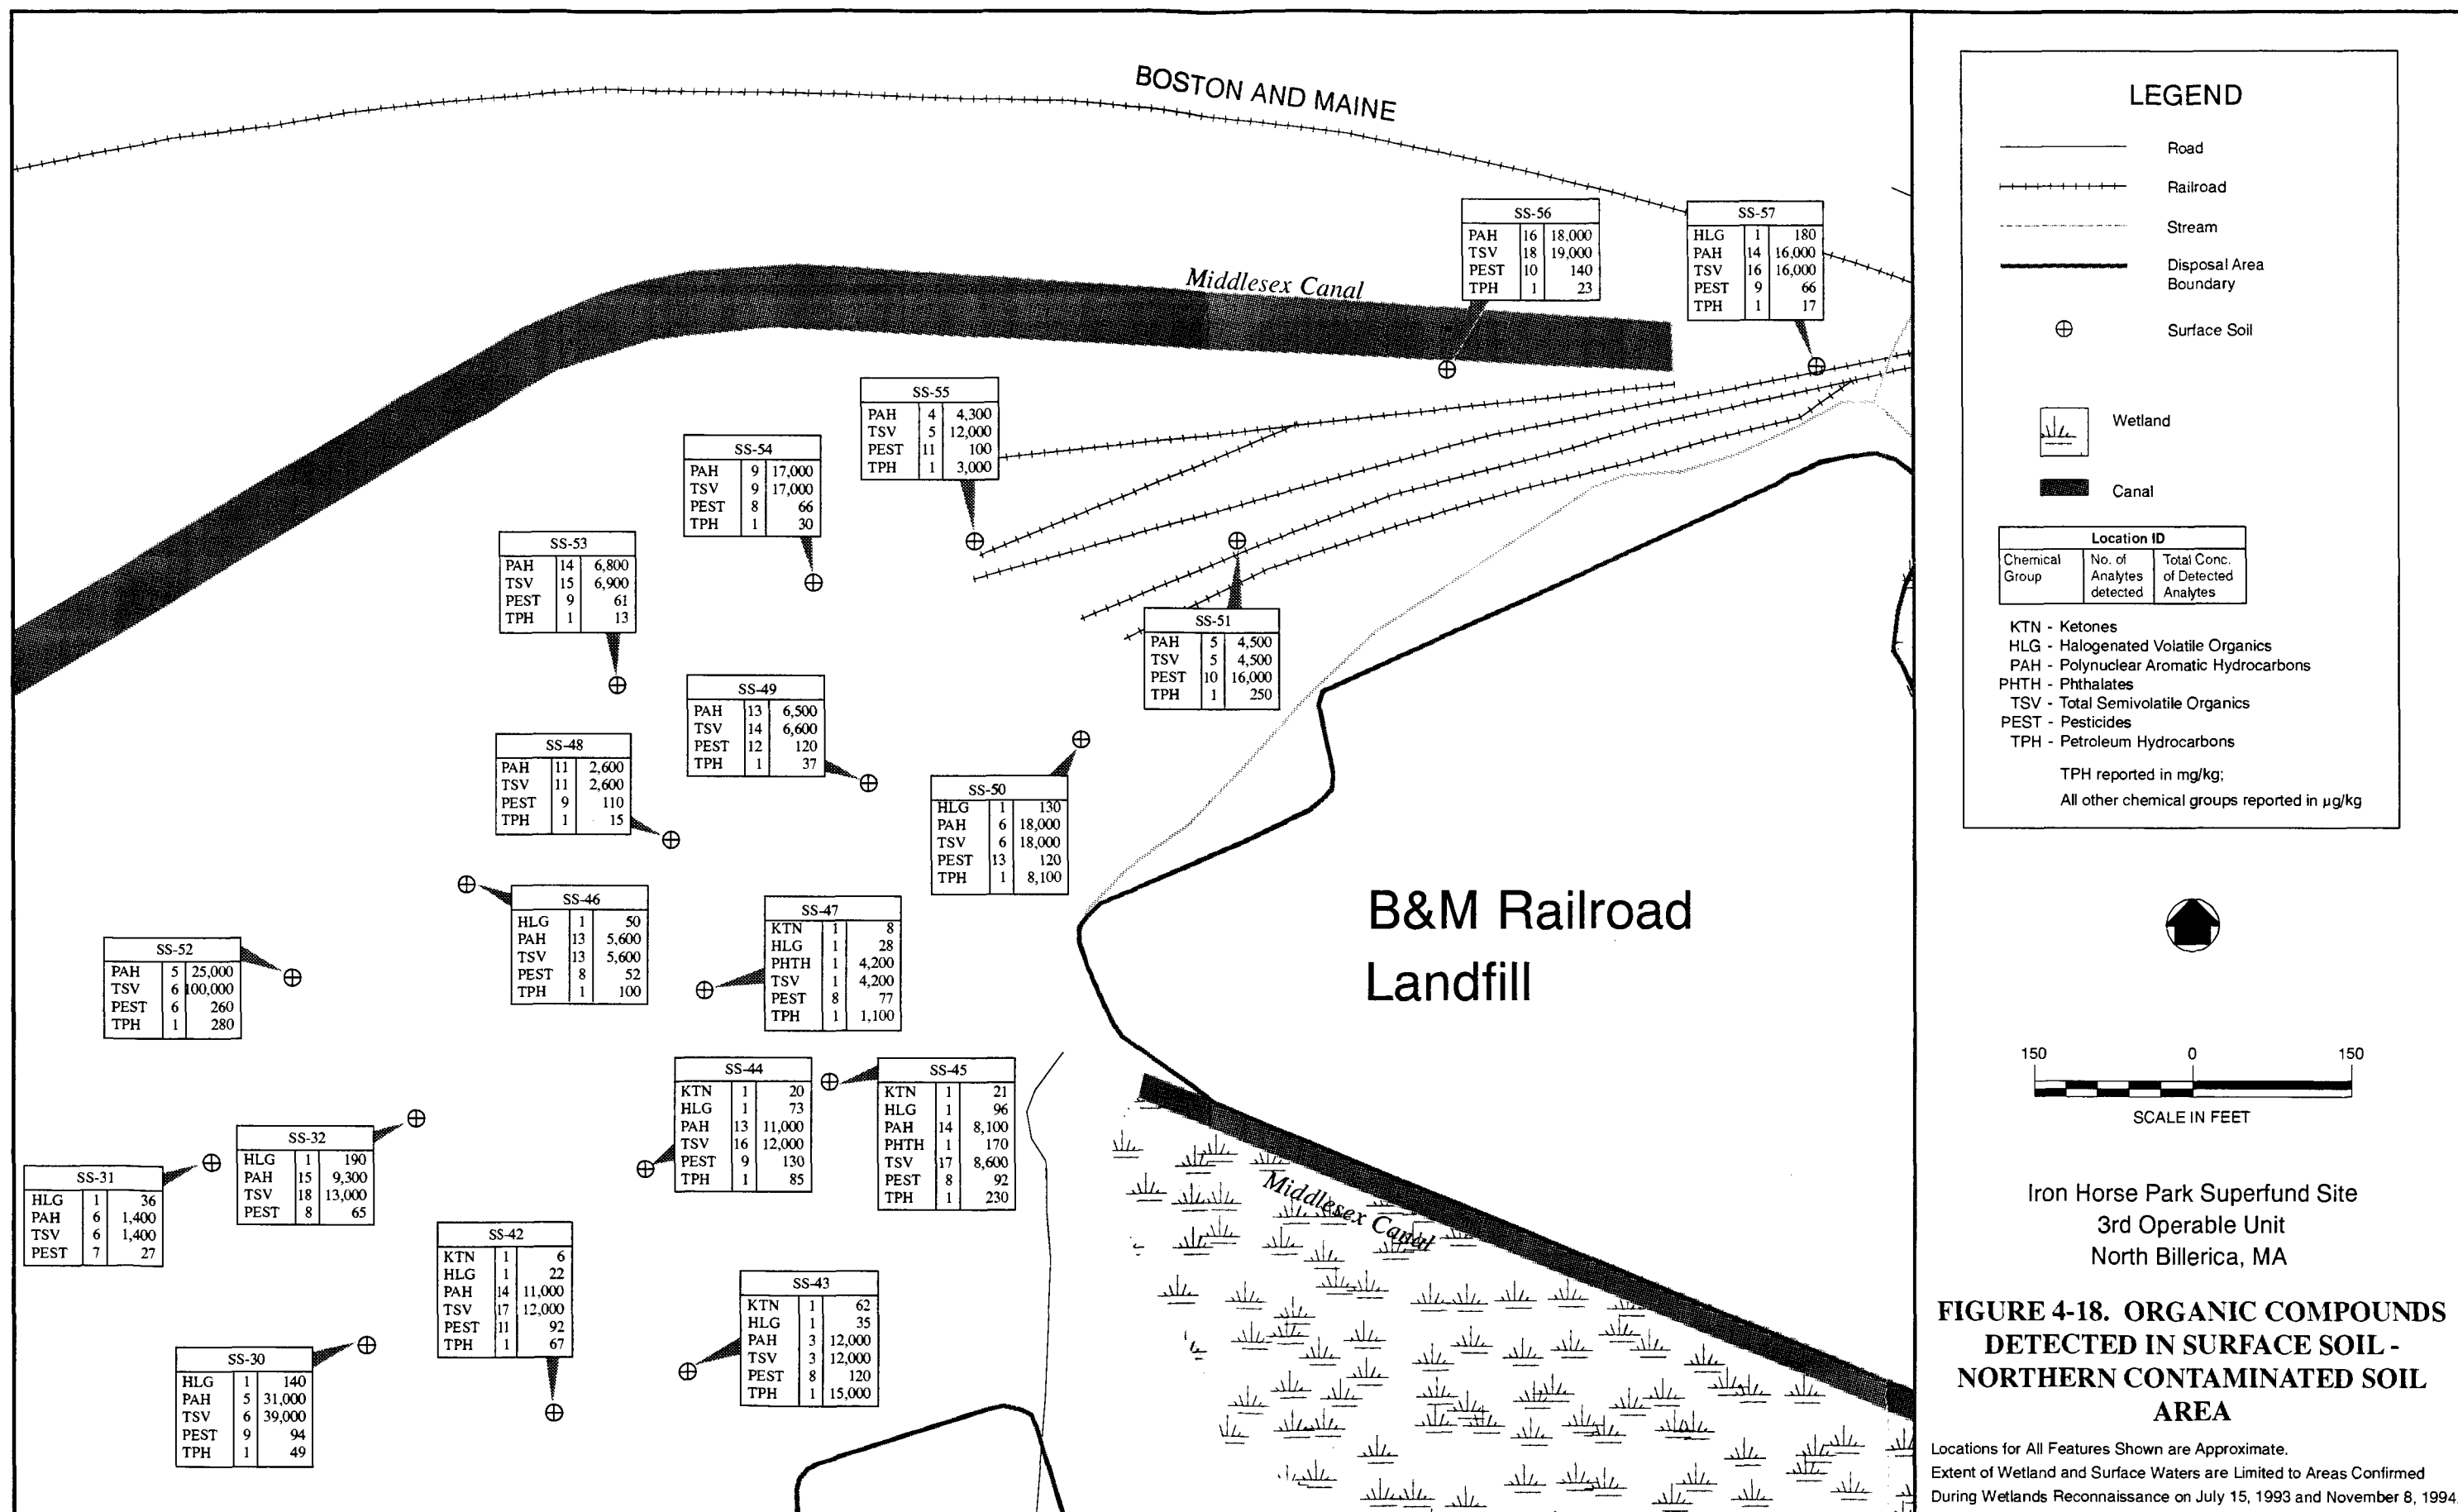 BOSTON AND MAINE
Middlesex Canal
SS-56
PAH 16 18,000
TSV 18 19,000
PEST 10 140
TPH 1 23
SS-57
HLG 1 180
PAH 14 16,000
TSV 16 16,000
PEST 9 66
TPH 1 17
SS-55
PAH 4 4,300
TSV 5 12,000
PEST 11 100
TPH 1 3,000
SS-54
PAH 9 17,000
TSV 9 17,000
PEST 8 66
TPH 1 30
SS-53
PAH 14 6,800
TSV 15 6,900
PEST 9 61
TPH 1 13
SS-51
PAH 5 4,500
TSV 5 4,500
PEST 10 16,000
TPH 1 250
SS-49
PAH 13 6,500
TSV 14 6,600
PEST 12 120
TPH 1 37
SS-48
PAH 11 2,600
TSV 11 2,600
PEST 9 110
TPH 1 15
SS-50
HLG 1 130
PAH 6 18,000
TSV 6 18,000
PEST 13 120
TPH 1 8,100
SS-46
HLG 1 50
PAH 13 5,600
TSV 13 5,600
PEST 8 52
TPH 1 100
SS-47
KTN 1 8
HLG 1 28
PHTH 1 4,200
TSV 1 4,200
PEST 8 77
TPH 1 1,100
SS-52
PAH 5 25,000
TSV 6 100,000
PEST 6 260
TPH 1 280
B&M Railroad
Landfill
SS-44
KTN 1 20
HLG 1 73
PAH 13 11,000
TSV 16 12,000
PEST 9 130
TPH 1 85
SS-45
KTN 1 21
HLG 1 96
PAH 14 8,100
PHTH 1 170
TSV 17 8,600
PEST 8 92
TPH 1 230
SS-32
HLG 1 190
PAH 15 9,300
TSV 18 13,000
PEST 8 65
SS-31
HLG 1 36
PAH 6 1,400
TSV 6 1,400
PEST 7 27
Middlesex Canal
SS-42
KTN 1 6
HLG 1 22
PAH 14 11,000
TSV 17 12,000
PEST 11 92
TPH 1 67
SS-43
KTN 1 62
HLG 1 35
PAH 3 12,000
TSV 3 12,000
PEST 8 120
TPH 1 15,000
SS-30
HLG 1 140
PAH 5 31,000
TSV 6 39,000
PEST 9 94
TPH 1 49
LEGEND
Road
Railroad
Stream
Disposal Area
Boundary
Surface Soil
Wetland
Canal
Location ID
Chemical Group
No. of Analytes detected
Total Conc. of Detected Analytes
KTN - Ketones
HLG - Halogenated Volatile Organics
PAH - Polynuclear Aromatic Hydrocarbons
PHTH - Phthalates
TSV - Total Semivolatile Organics
PEST - Pesticides
TPH - Petroleum Hydrocarbons
TPH reported in mg/kg;
All other chemical groups reported in µg/kg
150 0 150
SCALE IN FEET
Iron Horse Park Superfund Site
3rd Operable Unit
North Billerica, MA
FIGURE 4-18. ORGANIC COMPOUNDS
DETECTED IN SURFACE SOIL -
NORTHERN CONTAMINATED SOIL
AREA
Locations for All Features Shown are Approximate.
Extent of Wetland and Surface Waters are Limited to Areas Confirmed
During Wetlands Reconnaissance on July 15, 1993 and November 8, 1994